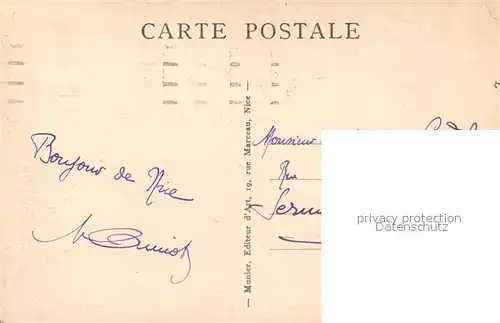 CARTE POSTALE
Bonjour de Nice
— Munier, Editeur d'Art, 19, rue Marceau, Nice —
Monsieur
Rue
privacy protection
Datenschutz